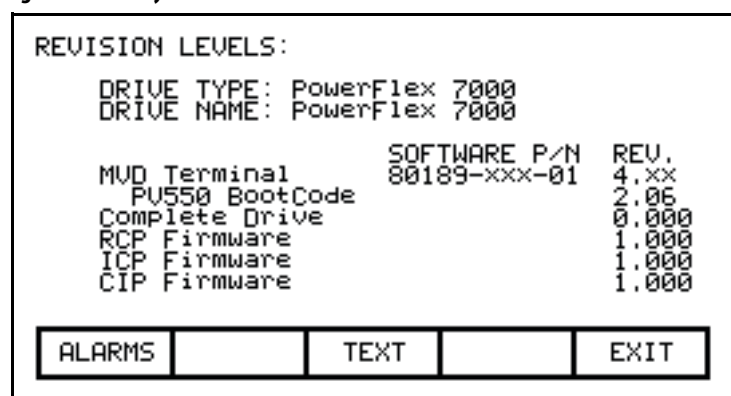 REVISION LEVELS:
DRIVE TYPE: PowerFlex 7000
DRIVE NAME: PowerFlex 7000
SOFTWARE P/N REV.
MVD Terminal 80189-xxx-01 4.xx
PV550 BootCode 2.06
Complete Drive 0.000
RCP Firmware 1.000
ICP Firmware 1.000
CIP Firmware 1.000
ALARMS TEXT EXIT